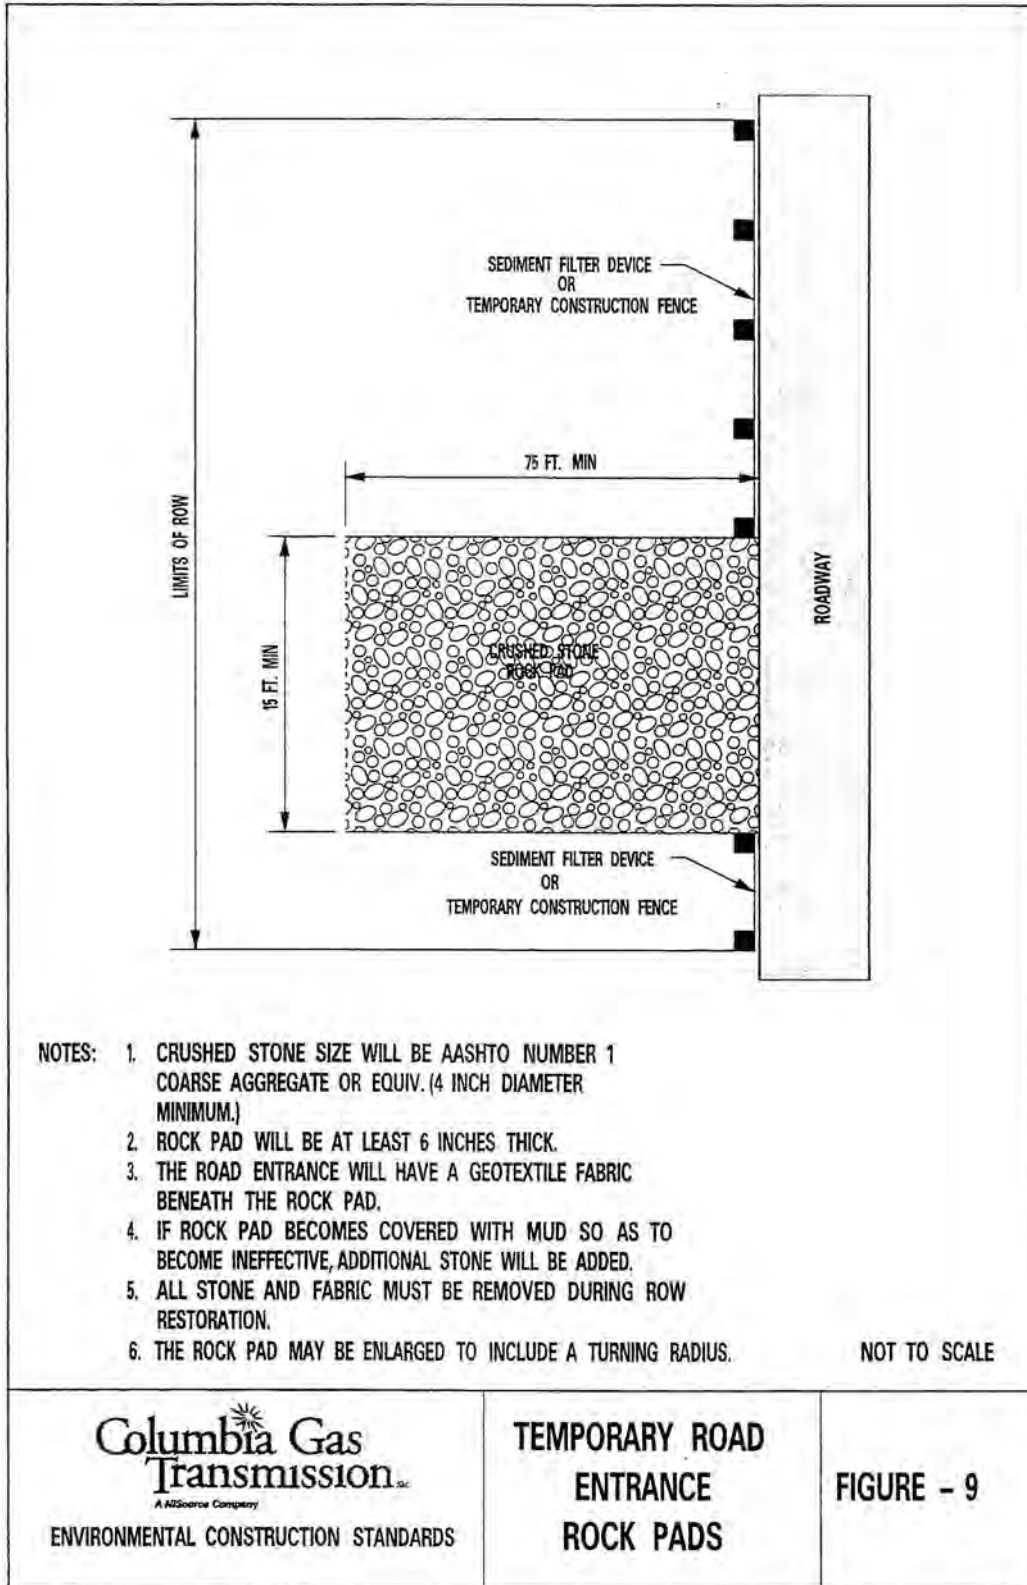 SEDIMENT FILTER DEVICE
OR
TEMPORARY CONSTRUCTION FENCE
75 FT. MIN
LIMITS OF ROW
15 FT. MIN
CRUSHED STONE
ROCK PAD
ROADWAY
SEDIMENT FILTER DEVICE
OR
TEMPORARY CONSTRUCTION FENCE
NOTES: 1. CRUSHED STONE SIZE WILL BE AASHTO NUMBER 1
COARSE AGGREGATE OR EQUIV. (4 INCH DIAMETER
MINIMUM.)
2. ROCK PAD WILL BE AT LEAST 6 INCHES THICK.
3. THE ROAD ENTRANCE WILL HAVE A GEOTEXTILE FABRIC
BENEATH THE ROCK PAD.
4. IF ROCK PAD BECOMES COVERED WITH MUD SO AS TO
BECOME INEFFECTIVE, ADDITIONAL STONE WILL BE ADDED.
5. ALL STONE AND FABRIC MUST BE REMOVED DURING ROW
RESTORATION.
6. THE ROCK PAD MAY BE ENLARGED TO INCLUDE A TURNING RADIUS.
NOT TO SCALE
Columbia Gas
Transmission
A NiSource Company
ENVIRONMENTAL CONSTRUCTION STANDARDS
TEMPORARY ROAD
ENTRANCE
ROCK PADS
FIGURE - 9